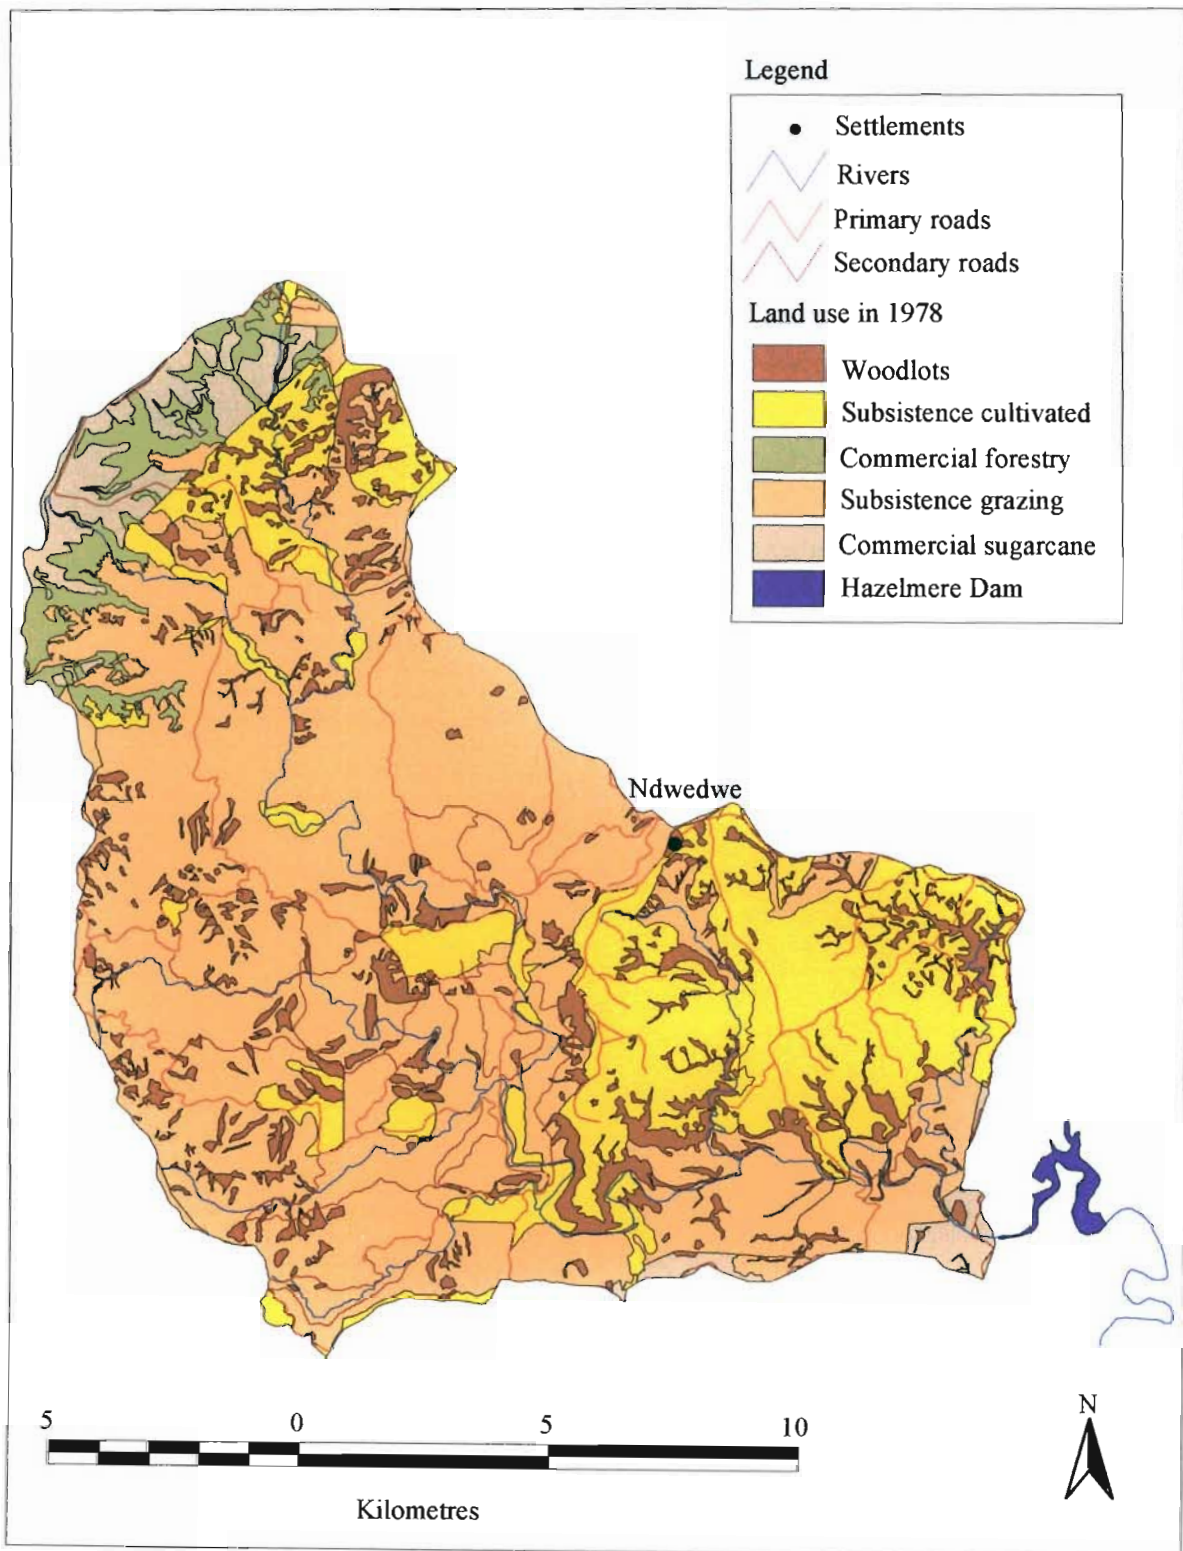 Legend
Settlements
Rivers
Primary roads
Secondary roads
Land use in 1978
Woodlots
Subsistence cultivated
Commercial forestry
Subsistence grazing
Commercial sugarcane
Hazelmere Dam
Ndwedwe
5 0 5 10
Kilometres
N